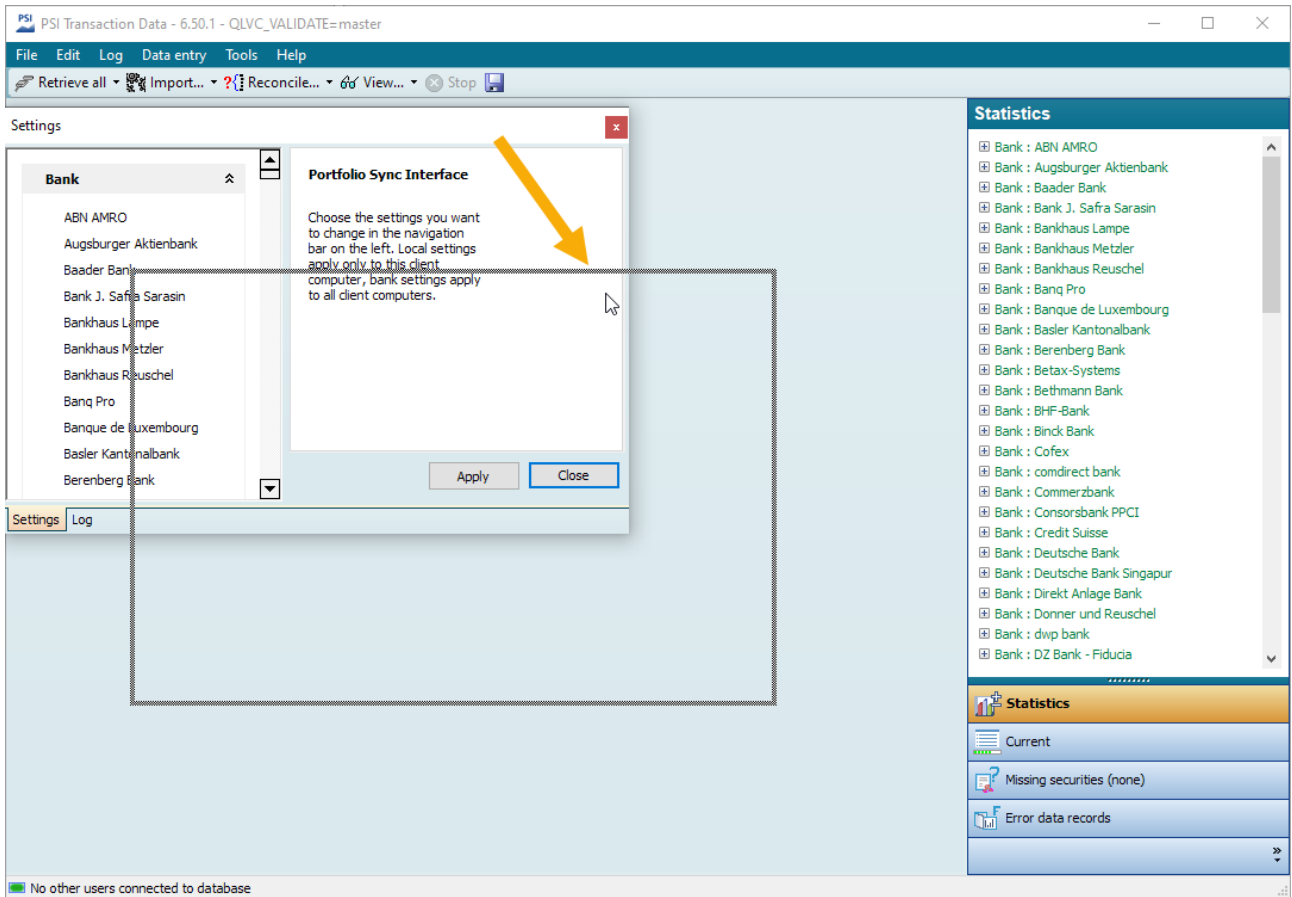 PSI
PSI Transaction Data - 6.50.1 - QLVC_VALIDATE=master
File Edit Log Data entry Tools Help
Retrieve all Import... Reconcile... View... Stop
Settings
x
Bank
ABN AMRO
Augsburger Aktienbank
Baader Bank
Bank J. Safra Sarasin
Bankhaus Lampe
Bankhaus Metzler
Bankhaus Reuschel
Banq Pro
Banque de Luxembourg
Basler Kantonalbank
Berenberg Bank
Portfolio Sync Interface
Choose the settings you want
to change in the navigation
bar on the left. Local settings
apply only to this client
computer, bank settings apply
to all client computers.
Apply Close
Settings Log
Statistics
Bank : ABN AMRO
Bank : Augsburger Aktienbank
Bank : Baader Bank
Bank : Bank J. Safra Sarasin
Bank : Bankhaus Lampe
Bank : Bankhaus Metzler
Bank : Bankhaus Reuschel
Bank : Banq Pro
Bank : Banque de Luxembourg
Bank : Basler Kantonalbank
Bank : Berenberg Bank
Bank : Betax-Systems
Bank : Bethmann Bank
Bank : BHF-Bank
Bank : Binck Bank
Bank : Cofex
Bank : comdirect bank
Bank : Commerzbank
Bank : Consorsbank PPCI
Bank : Credit Suisse
Bank : Deutsche Bank
Bank : Deutsche Bank Singapur
Bank : Direkt Anlage Bank
Bank : Donner und Reuschel
Bank : dwp bank
Bank : DZ Bank - Fiducia
Statistics
Current
Missing securities (none)
Error data records
No other users connected to database